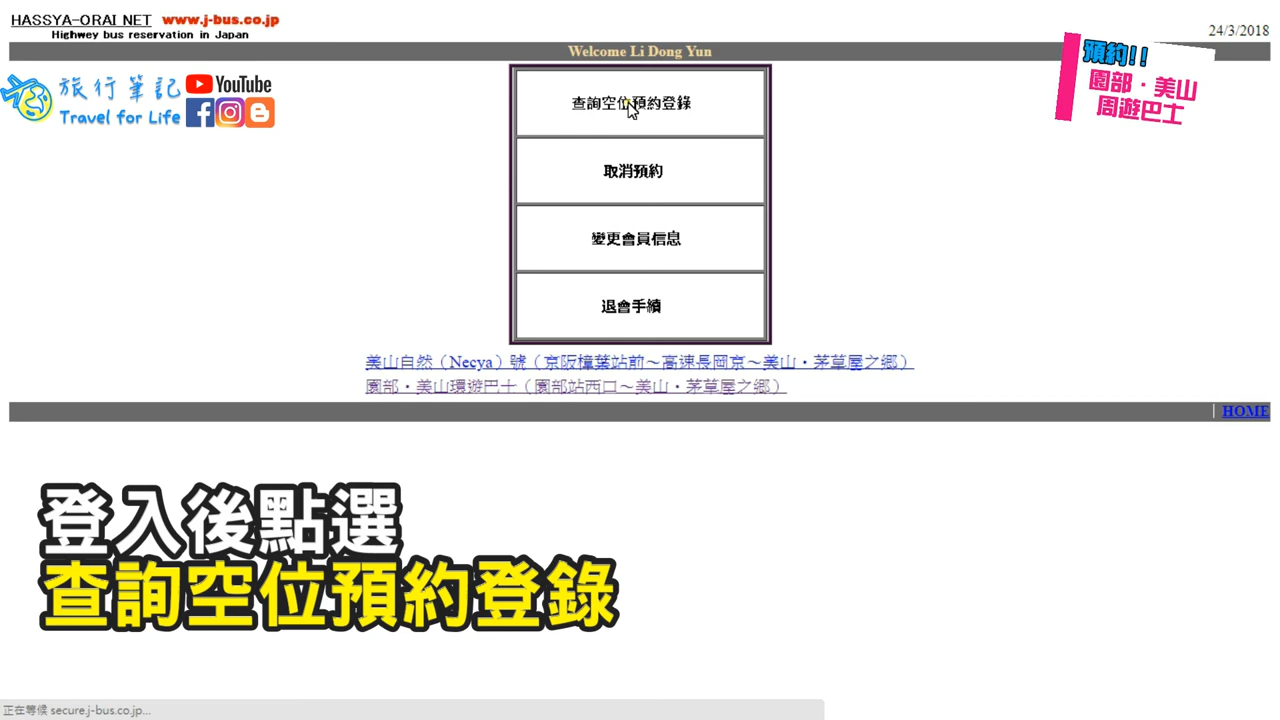 HASSYA-ORAI NET www.j-bus.co.jp
Highwey bus reservation in Japan
24/3/2018
Welcome Li Dong Yun
旅行筆記
Travel for Life
YouTube
預約!!
園部·美山
周遊巴士
查詢空位預約登錄
取消預約
變更會員信息
退會手續
美山自然（Necya）號（京阪樟葉站前～高速長岡京～美山・茅草屋之鄉）
園部・美山環遊巴士（園部站西口～美山・茅草屋之鄉）
| HOME
登入後點選
查詢空位預約登錄
正在等候 secure.j-bus.co.jp...